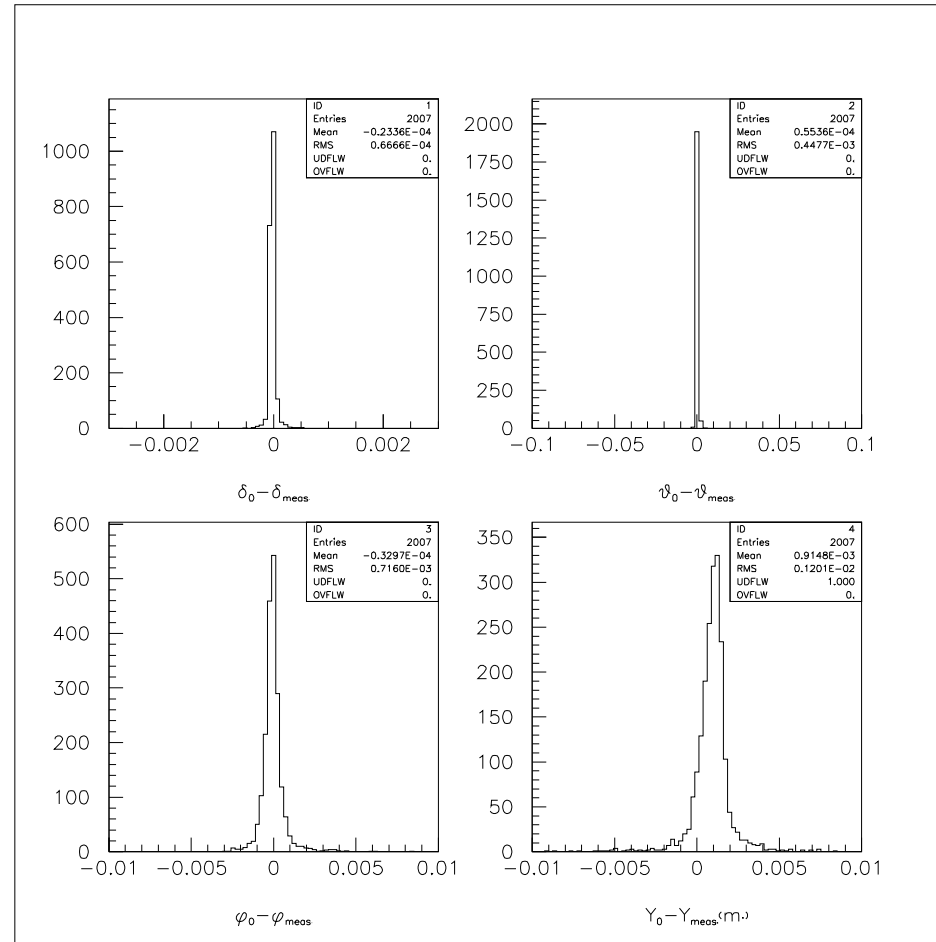 ID 1
Entries 2007
Mean -0.2336E-04
RMS 0.6666E-04
UDFLW 0.
OVFLW 0.
1000
800
600
400
200
0
-0.002 0 0.002
δ0-δmeas.
ID 2
Entries 2007
Mean 0.5536E-04
RMS 0.4477E-03
UDFLW 0.
OVFLW 0.
2000
1750
1500
1250
1000
750
500
250
0
-0.1 -0.05 0 0.05 0.1
ϑ0-ϑmeas.
ID 3
Entries 2007
Mean -0.3297E-04
RMS 0.7160E-03
UDFLW 0.
OVFLW 0.
600
500
400
300
200
100
0
-0.01 -0.005 0 0.005 0.01
φ0-φmeas.
ID 4
Entries 2007
Mean 0.9148E-03
RMS 0.1201E-02
UDFLW 1.000
OVFLW 0.
350
300
250
200
150
100
50
0
-0.01 -0.005 0 0.005 0.01
Y0-Ymeas.(m.)